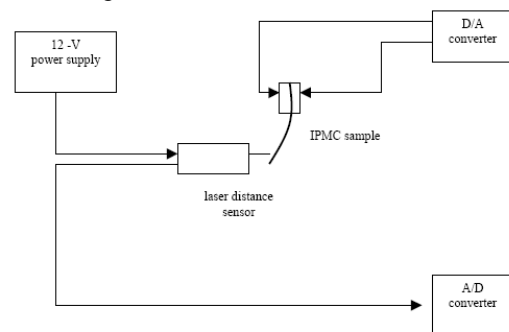 D/A
converter
12 -V
power supply
IPMC sample
laser distance
sensor
A/D
converter